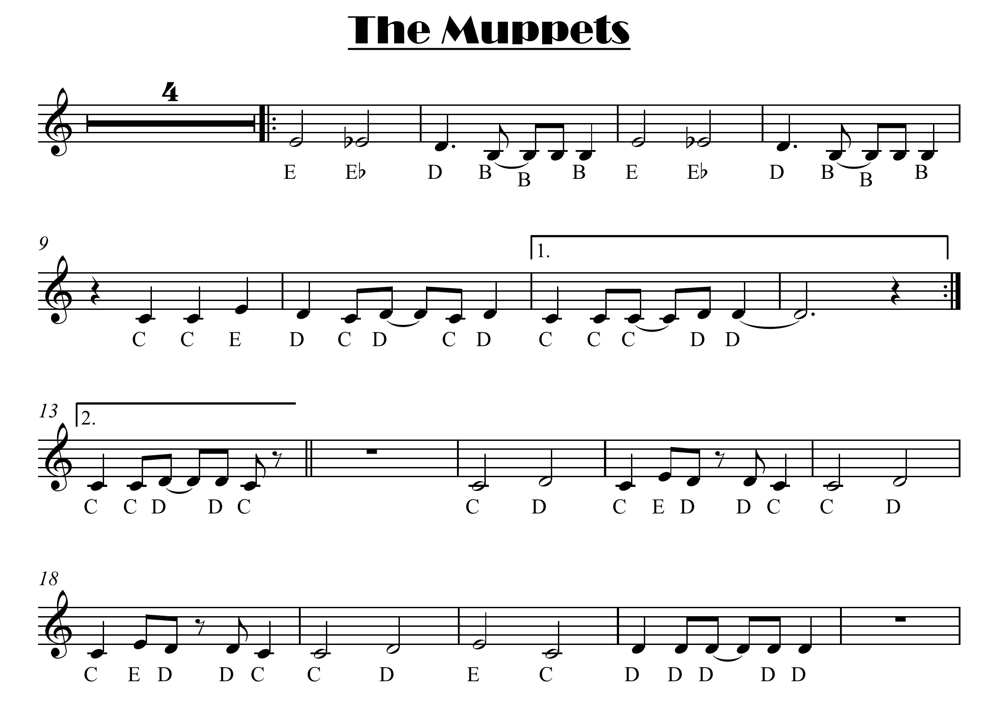 The Muppets
4
E E♭ D B B B E E♭ D B B B
9
1.
C C E D C D C D C C C D D
13
2.
C C D D C C D C E D D C C D
18
C E D D C C D E C D D D D D